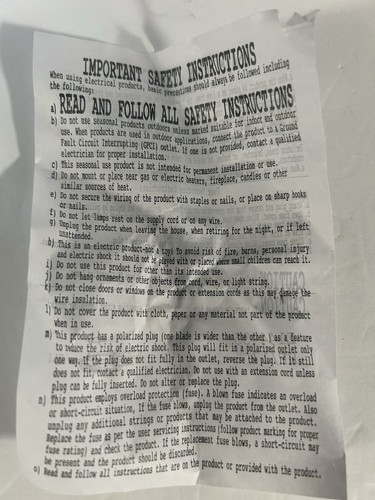 IMPORTANT SAFETY INSTRUCTIONS
When using electrical products, basic precautions should always be followed including
the following:
a) READ AND FOLLOW ALL SAFETY INSTRUCTIONS
b) Do not use seasonal products outdoors unless marked suitable for indoor and outdoor
use. When products are used in outdoor applications, connect the product to a Ground
Fault Circuit Interrupting (GFCI) outlet. If one is not provided, contact a qualified
electrician for proper installation.
c) This seasonal use product is not intended for permanent installation or use.
d) Do not mount or place near gas or electric heaters, fireplace, candles or other
similar sources of heat.
e) Do not secure the wiring of the product with staples or nails, or place on sharp hooks
or nails.
f) Do not let lamps rest on the supply cord or on any wire.
g) Unplug the product when leaving the house, when retiring for the night, or if left
unattended.
h) This is an electric product-not a toy! To avoid risk of fire, burns, personal injury
and electric shock it should not be played with or placed where small children can reach it.
i) Do not use this product for other than its intended use.
j) Do not hang ornaments or other objects from cord, wire, or light string.
k) Do not close doors or windows on the product or extension cords as this may damage the
wire insulation.
l) Do not cover the product with cloth, paper or any material not part of the product
when in use.
m) This product has a polarized plug (one blade is wider than the other) as a feature
to reduce the risk of electric shock. This plug will fit in a polarized outlet only
one way. If the plug does not fit fully in the outlet, reverse the plug. If it still
does not fit, contact a qualified electrician. Do not use with an extension cord unless
plug can be fully inserted. Do not alter or replace the plug.
n) This product employs overload protection (fuse). A blown fuse indicates an overload
or short-circuit situation, If the fuse blows, unplug the product from the outlet. Also
unplug any additional strings or products that may be attached to the product.
Replace the fuse as per the user servicing instructions (follow product marking for proper
fuse rating) and check the product. If the replacement fuse blows, a short-circuit may
be present and the product should be discarded.
o) Read and follow all instructions that are on the product or provided with the product.